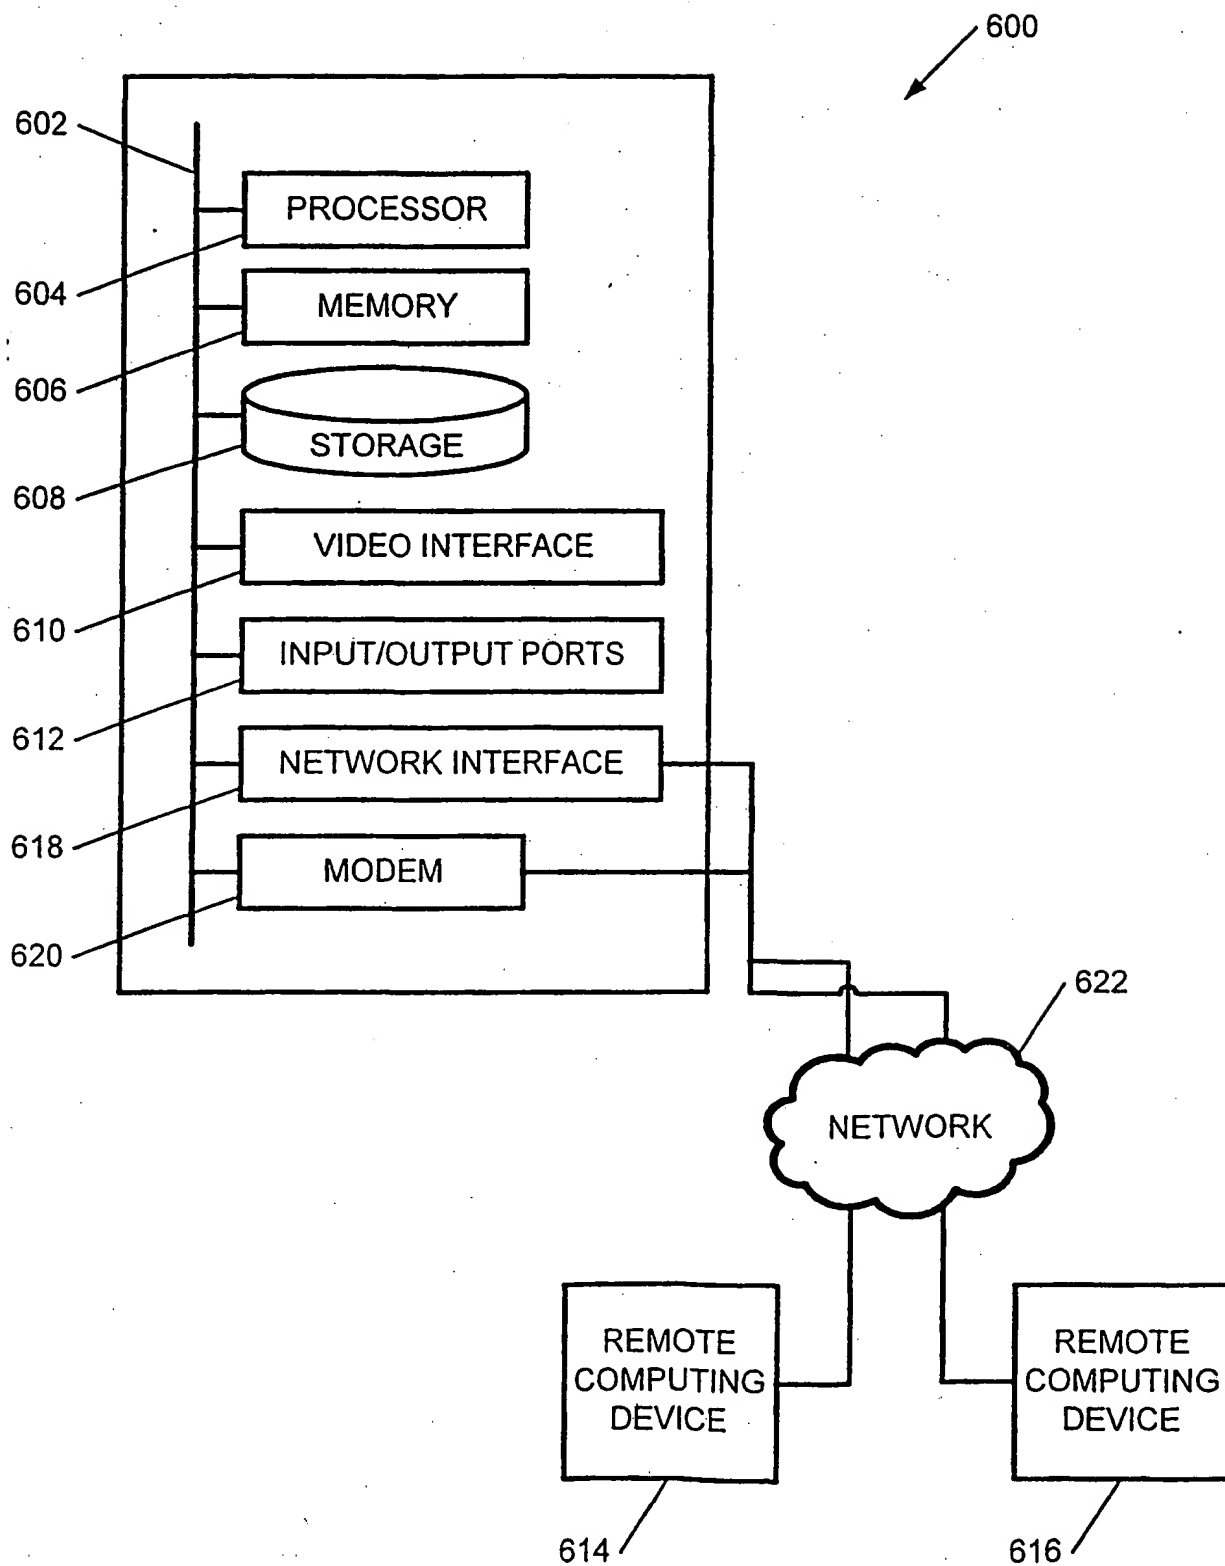 600
602
PROCESSOR
604
MEMORY
606
STORAGE
608
VIDEO INTERFACE
610
INPUT/OUTPUT PORTS
612
NETWORK INTERFACE
618
MODEM
620
622
NETWORK
REMOTE
COMPUTING
DEVICE
REMOTE
COMPUTING
DEVICE
614
616